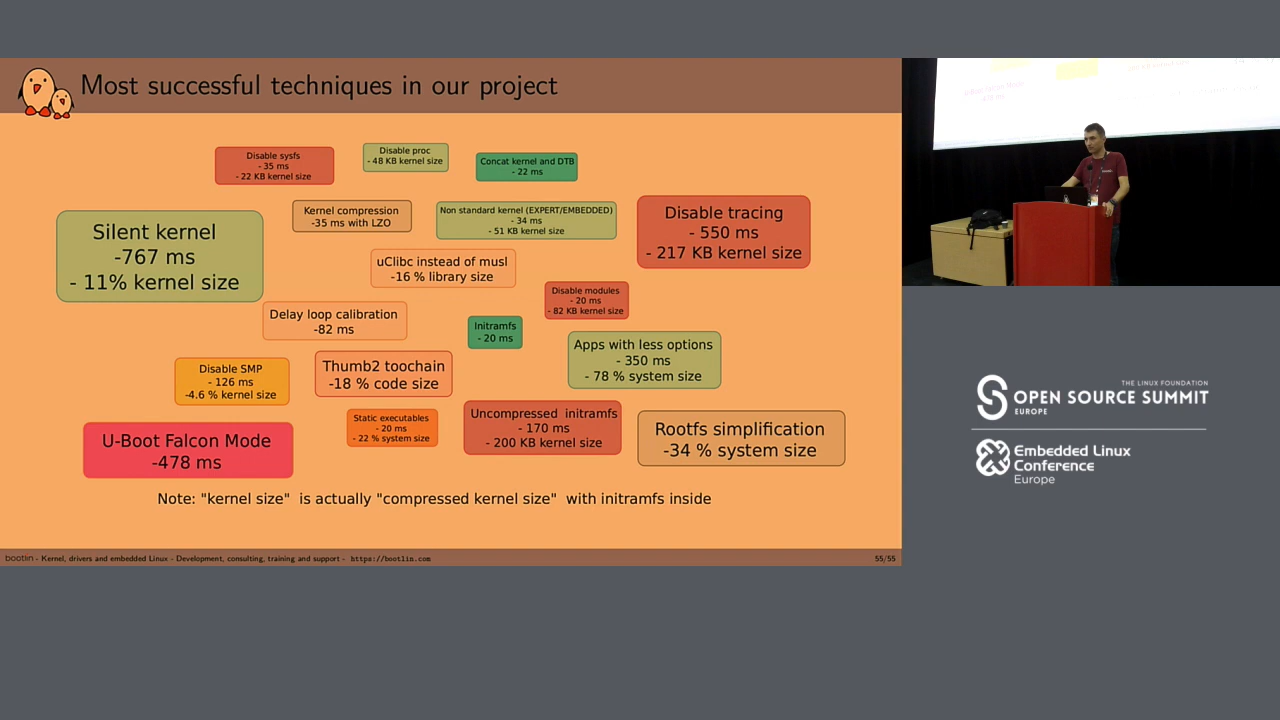 Most successful techniques in our project
Disable sysfs
- 35 ms
- 22 KB kernel size
Disable proc
- 48 KB kernel size
Concat kernel and DTB
- 22 ms
Silent kernel
-767 ms
- 11% kernel size
Kernel compression
-35 ms with LZO
Non standard kernel (EXPERT/EMBEDDED)
- 34 ms
- 51 KB kernel size
Disable tracing
- 550 ms
- 217 KB kernel size
uClibc instead of musl
-16 % library size
Disable modules
- 20 ms
- 82 KB kernel size
Delay loop calibration
-82 ms
Initramfs
- 20 ms
Apps with less options
- 350 ms
- 78 % system size
Disable SMP
- 126 ms
-4.6 % kernel size
Thumb2 toochain
-18 % code size
Static executables
- 20 ms
- 22 % system size
Uncompressed initramfs
- 170 ms
- 200 KB kernel size
Rootfs simplification
-34 % system size
U-Boot Falcon Mode
-478 ms
Note: "kernel size" is actually "compressed kernel size" with initramfs inside
bootlin - Kernel, drivers and embedded Linux - Development, consulting, training and support - https://bootlin.com
55/55
THE LINUX FOUNDATION
OPEN SOURCE SUMMIT
EUROPE
Embedded Linux
Conference
Europe